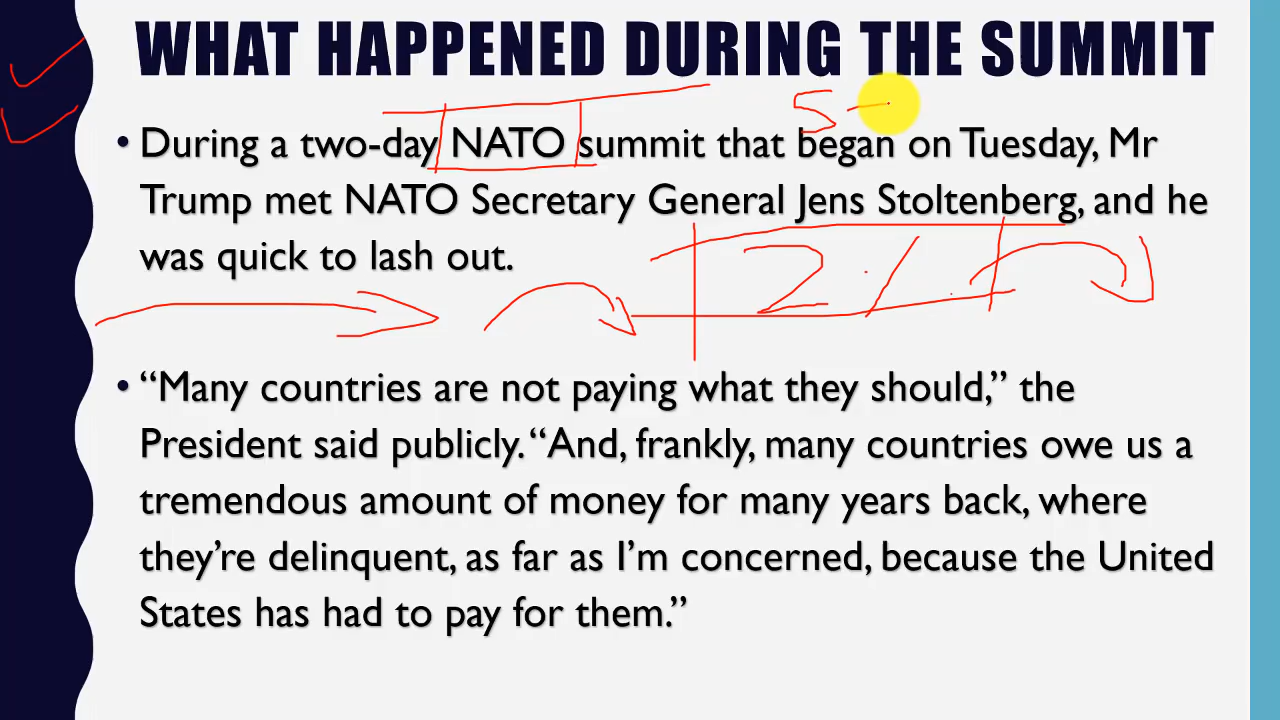 WHAT HAPPENED DURING THE SUMMIT
5
• During a two-day NATO summit that began on Tuesday, Mr
Trump met NATO Secretary General Jens Stoltenberg, and he
was quick to lash out.
2/.
• “Many countries are not paying what they should,” the
President said publicly. “And, frankly, many countries owe us a
tremendous amount of money for many years back, where
they’re delinquent, as far as I’m concerned, because the United
States has had to pay for them.”